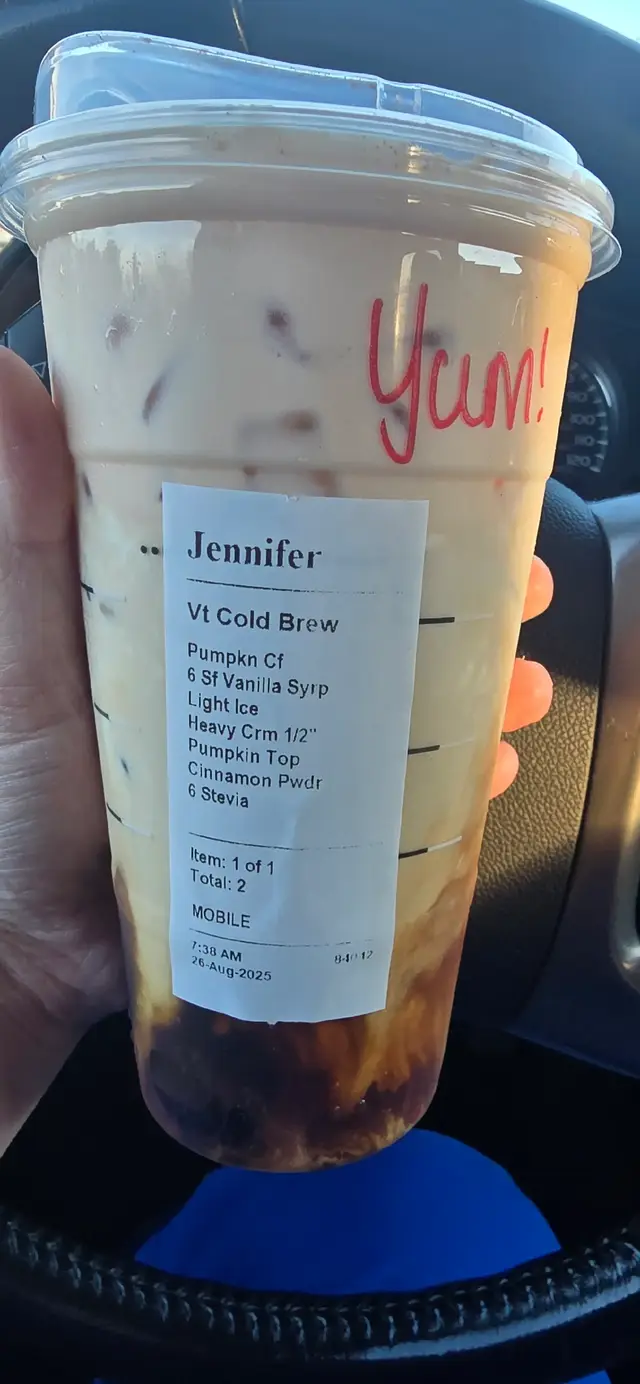 Yum!
Jennifer
Vt Cold Brew
Pumpkn Cf
6 Sf Vanilla Syrp
Light Ice
Heavy Crm 1/2"
Pumpkin Top
Cinnamon Pwdr
6 Stevia
Item: 1 of 1
Total: 2
MOBILE
7:38 AM
26-Aug-2025